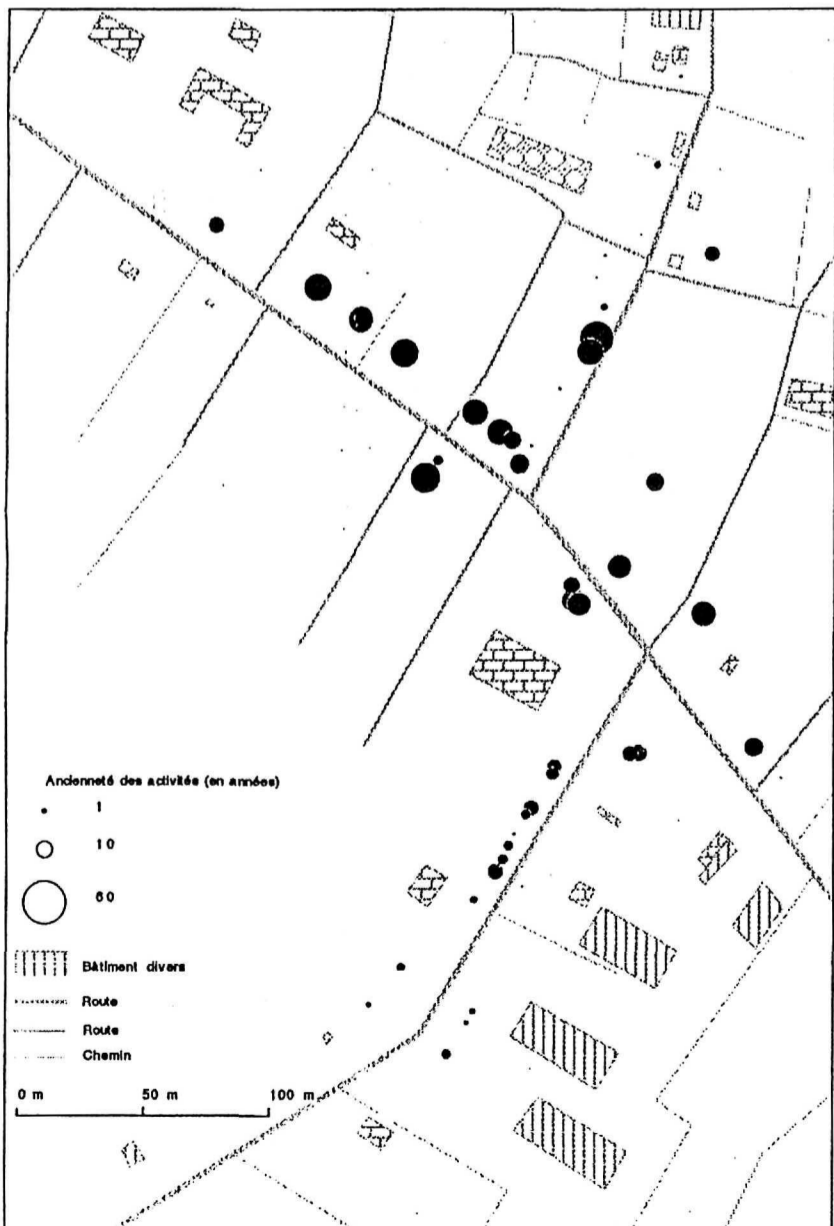 Ancienneté des activités (en années)
1
10
60
Bâtiment divers
Route
Route
Chemin
0 m 50 m 100 m